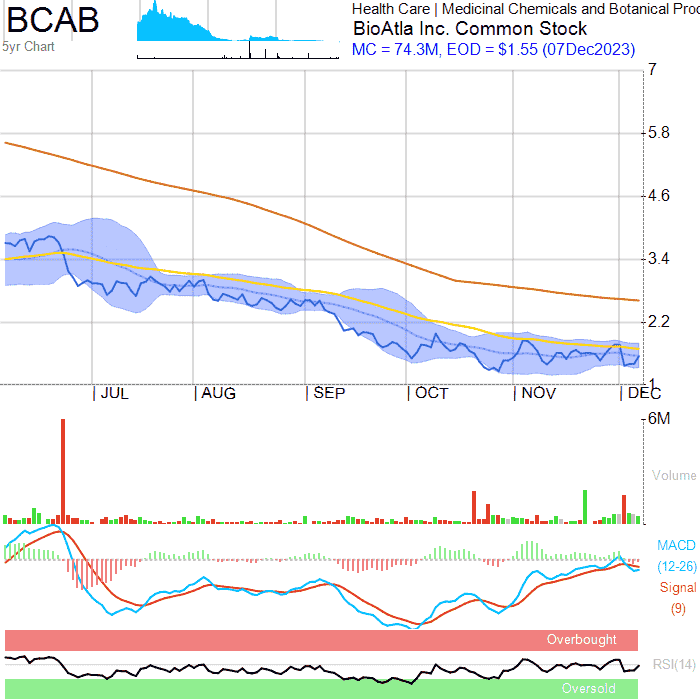 BCAB
5yr Chart
Health Care | Medicinal Chemicals and Botanical Proc
BioAtla Inc. Common Stock
MC = 74.3M, EOD = $1.55 (07Dec2023)
7
5.8
4.6
3.4
2.2
1
JUL AUG SEP OCT NOV DEC
6M
Volume
MACD
(12-26)
Signal
(9)
Overbought
RSI(14)
Oversold